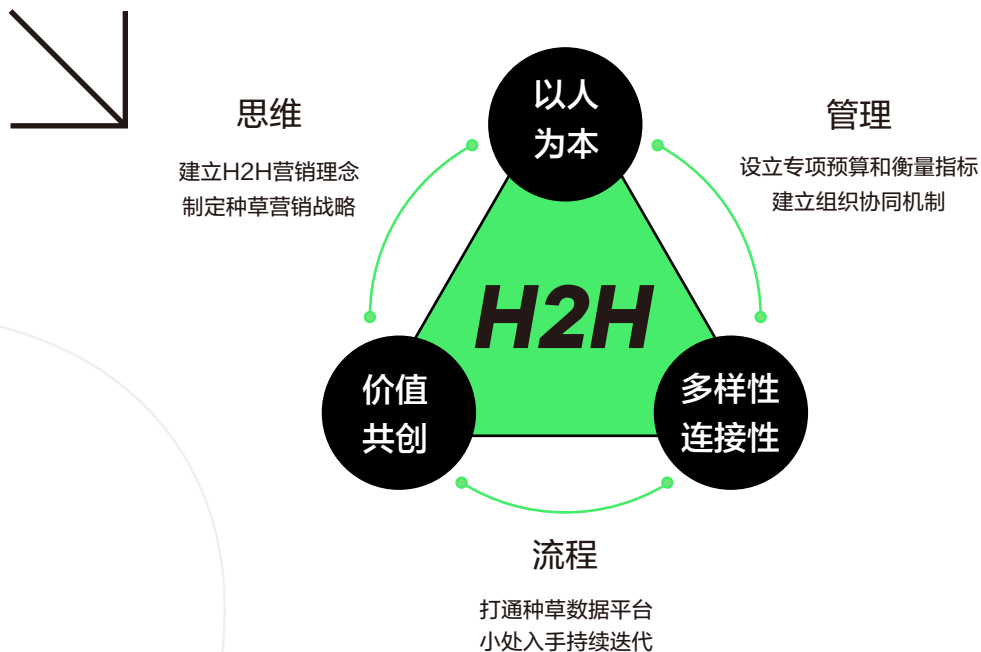 以人
为本
思维
建立H2H营销理念
制定种草营销战略
管理
设立专项预算和衡量指标
建立组织协同机制
H2H
价值
共创
多样性
连接性
流程
打通种草数据平台
小处入手持续迭代